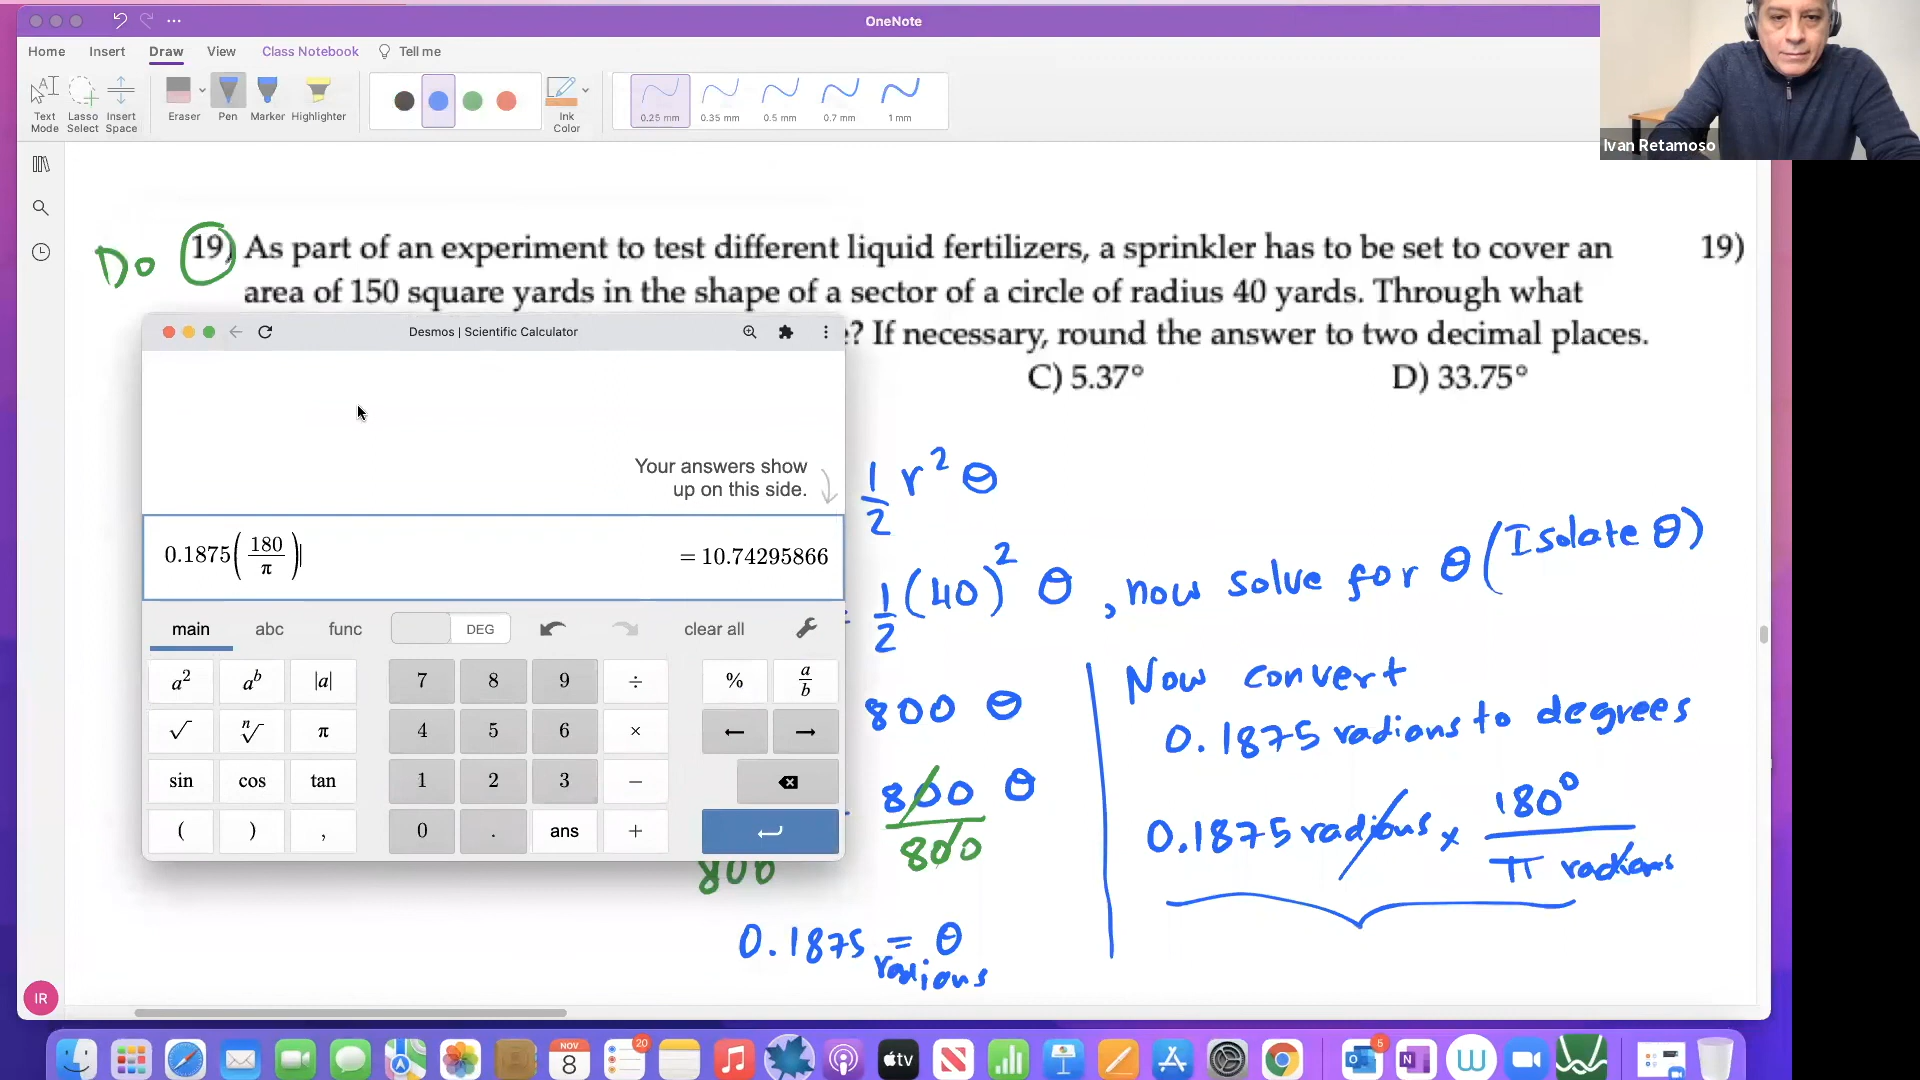 OneNote
Home Insert Draw View Class Notebook Tell me
Text Mode Lasso Select Insert Space Eraser Pen Marker Highlighter Ink Color 0.25 mm 0.35 mm 0.5 mm 0.7 mm 1 mm
Ivan Retamoso
Do 19) As part of an experiment to test different liquid fertilizers, a sprinkler has to be set to cover an 19)
area of 150 square yards in the shape of a sector of a circle of radius 40 yards. Through what
? If necessary, round the answer to two decimal places.
C) 5.37° D) 33.75°
Desmos | Scientific Calculator
Your answers show
up on this side.
0.1875(180/π) = 10.74295866
main abc func DEG clear all
a² aᵇ |a| 7 8 9 ÷ % a/b
√ ⁿ√ π 4 5 6 × ← →
sin cos tan 1 2 3 −
( ) , 0 . ans +
1/2 r² θ
= 1/2 (40)² θ , now solve for θ (Isolate θ)
800 θ
800 θ
800
800
0.1875 = θ
radians
Now convert
0.1875 radians to degrees
0.1875 radians × 180° / π radians
IR
NOV
8
20
tv
5
N
W